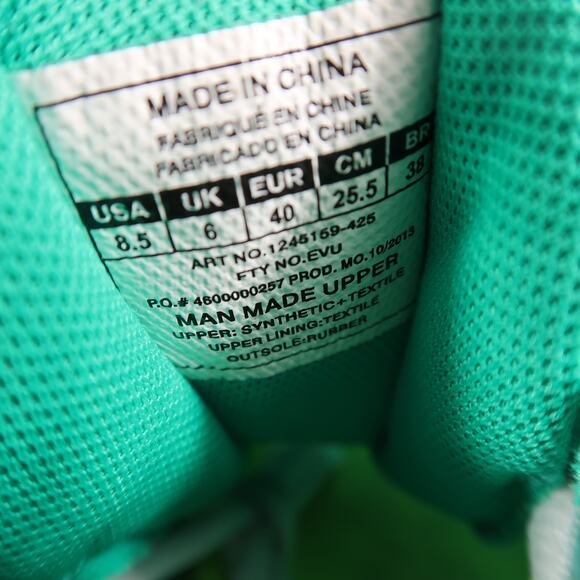 MADE IN CHINA
FABRIQUÉ EN CHINE
FABRICADO EN CHINA
USA UK EUR CM BR
8.5 6 40 25.5 38
ART NO.1245159-425
FTY NO.EVU
P.O.# 4600000257 PROD. MO.10/2013
MAN MADE UPPER
UPPER: SYNTHETIC+TEXTILE
UPPER LINING:TEXTILE
OUTSOLE:RUBBER